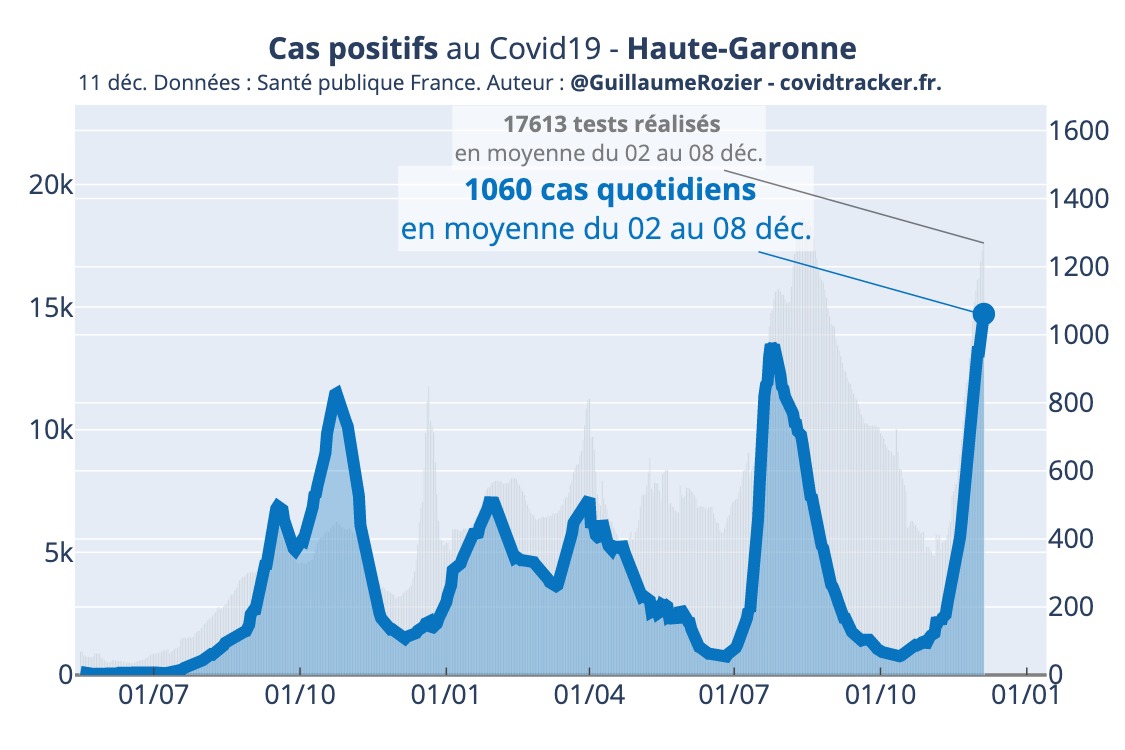 Cas positifs au Covid19 - Haute-Garonne
11 déc. Données : Santé publique France. Auteur : @GuillaumeRozier - covidtracker.fr.
17613 tests réalisés
en moyenne du 02 au 08 déc.
1060 cas quotidiens
en moyenne du 02 au 08 déc.
20k
15k
10k
5k
0
1600
1400
1200
1000
800
600
400
200
0
01/07
01/10
01/01
01/04
01/07
01/10
01/01